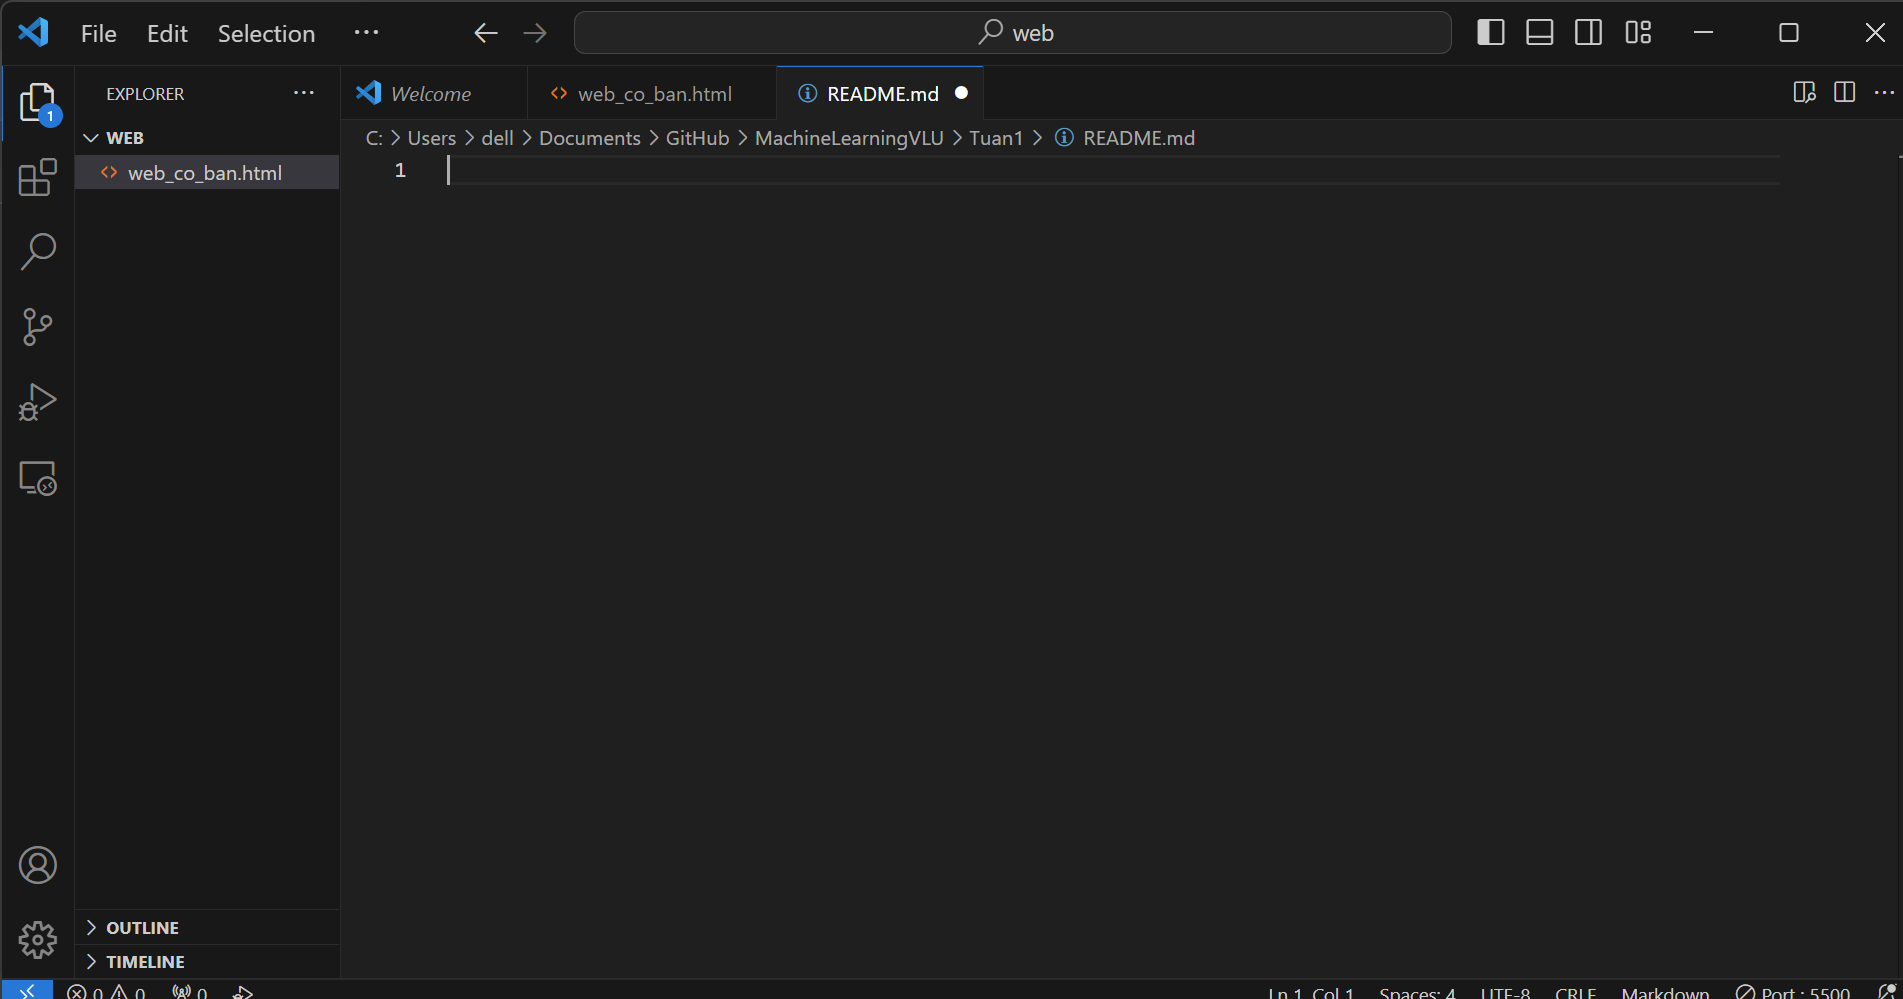 File Edit Selection ··· web
EXPLORER ···
Welcome web_co_ban.html README.md
WEB
C: > Users > dell > Documents > GitHub > MachineLearningVLU > Tuan1 > README.md
web_co_ban.html
1
1
OUTLINE
TIMELINE
0 0 0 Ln 1, Col 1 Spaces: 4 UTF-8 CRLF Markdown Port : 5500